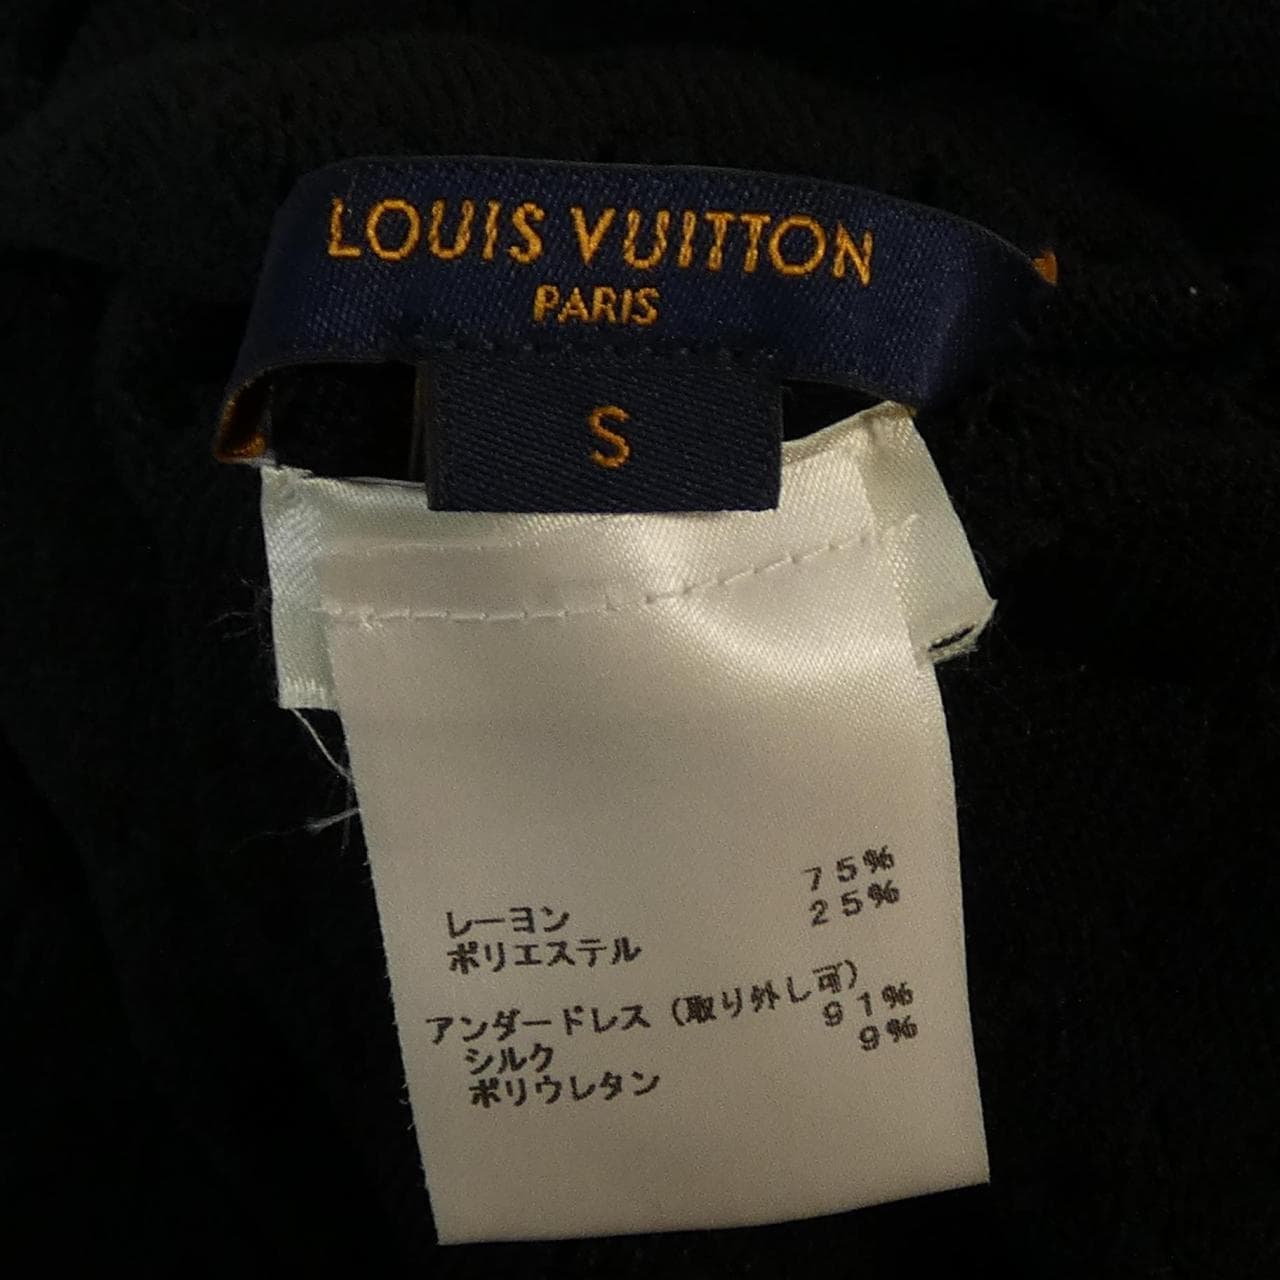 LOUIS VUITTON
PARIS
S
レーヨン 75%
ポリエステル 25%
アンダードレス（取り外し可）
シルク 91%
ポリウレタン 9%